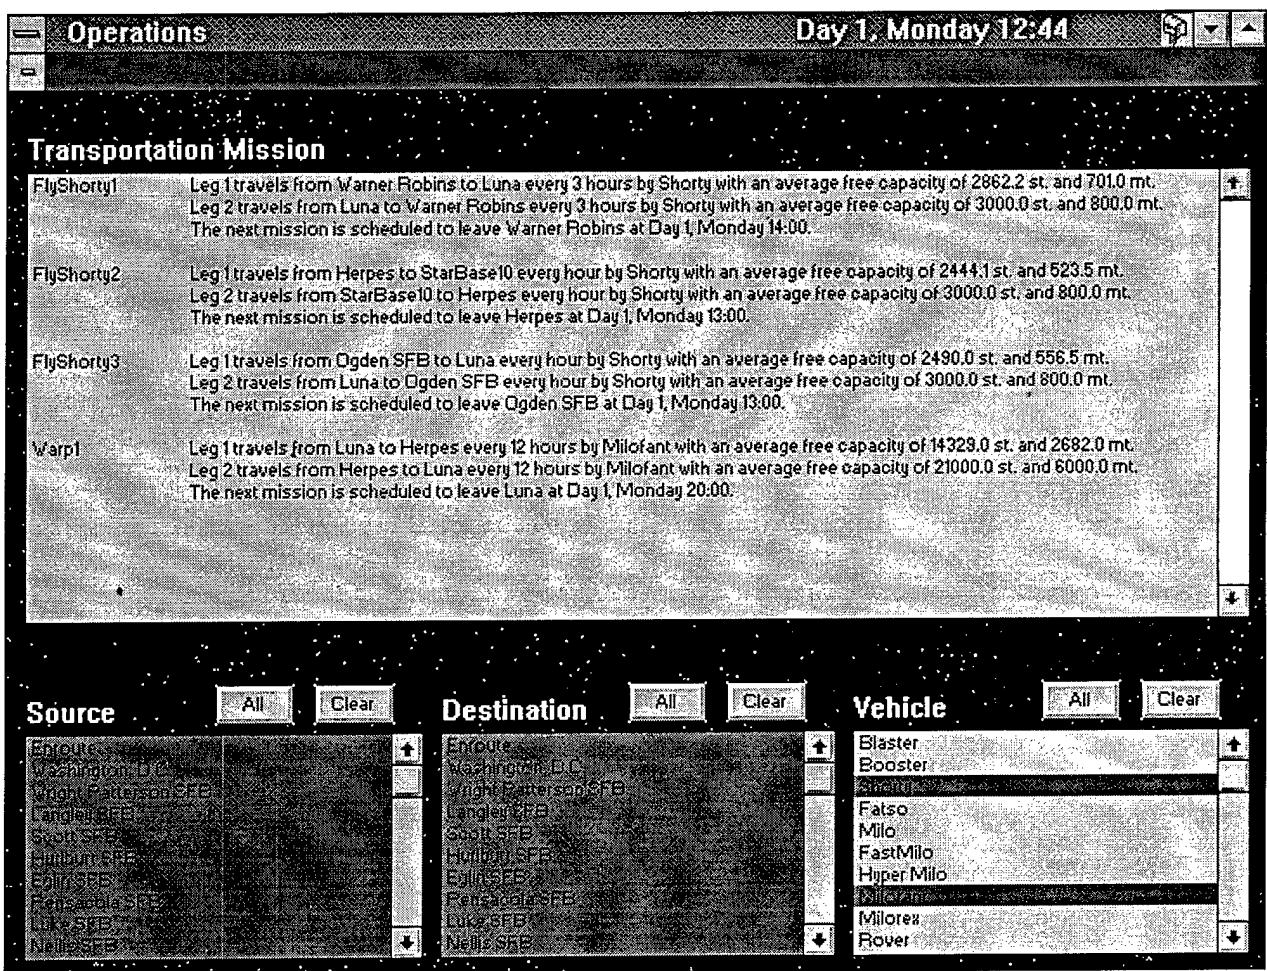 Operations
Day 1, Monday 12:44
Transportation Mission
FlyShorty1 Leg 1 travels from Warner Robins to Luna every 3 hours by Shorty with an average free capacity of 2862.2 st. and 701.0 mt.
Leg 2 travels from Luna to Warner Robins every 3 hours by Shorty with an average free capacity of 3000.0 st. and 800.0 mt.
The next mission is scheduled to leave Warner Robins at Day 1, Monday 14:00.
FlyShorty2 Leg 1 travels from Herpes to StarBase10 every hour by Shorty with an average free capacity of 2444.1 st. and 523.5 mt.
Leg 2 travels from StarBase10 to Herpes every hour by Shorty with an average free capacity of 3000.0 st. and 800.0 mt.
The next mission is scheduled to leave Herpes at Day 1, Monday 13:00.
FlyShorty3 Leg 1 travels from Ogden SFB to Luna every hour by Shorty with an average free capacity of 2490.0 st. and 556.5 mt.
Leg 2 travels from Luna to Ogden SFB every hour by Shorty with an average free capacity of 3000.0 st. and 800.0 mt.
The next mission is scheduled to leave Ogden SFB at Day 1, Monday 13:00.
Warp1 Leg 1 travels from Luna to Herpes every 12 hours by Milofant with an average free capacity of 14329.0 st. and 2682.0 mt.
Leg 2 travels from Herpes to Luna every 12 hours by Milofant with an average free capacity of 21000.0 st. and 6000.0 mt.
The next mission is scheduled to leave Luna at Day 1, Monday 20:00.
Source All Clear
Enroute
Washington, D.C.
Wright Patterson SFB
Langley SFB
Scott SFB
Hurlburt SFB
Eglin SFB
Pensacola SFB
Luke SFB
Nellis SFB
Destination All Clear
Enroute
Washington, D.C.
Wright Patterson SFB
Langley SFB
Scott SFB
Hurlburt SFB
Eglin SFB
Pensacola SFB
Luke SFB
Nellis SFB
Vehicle All Clear
Blaster
Booster
Shorty
Fatso
Milo
FastMilo
Hyper Milo
Milofant
Milorex
Rover